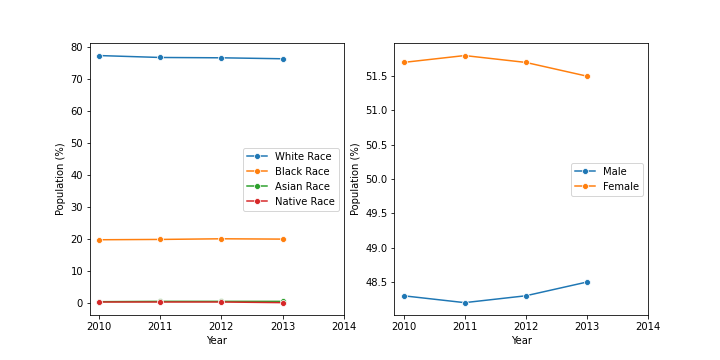 80
70
60
50
40
30
20
10
0
Population (%)
2010 2011 2012 2013 2014
Year
White Race
Black Race
Asian Race
Native Race
51.5
51.0
50.5
50.0
49.5
49.0
48.5
Population (%)
2010 2011 2012 2013 2014
Year
Male
Female